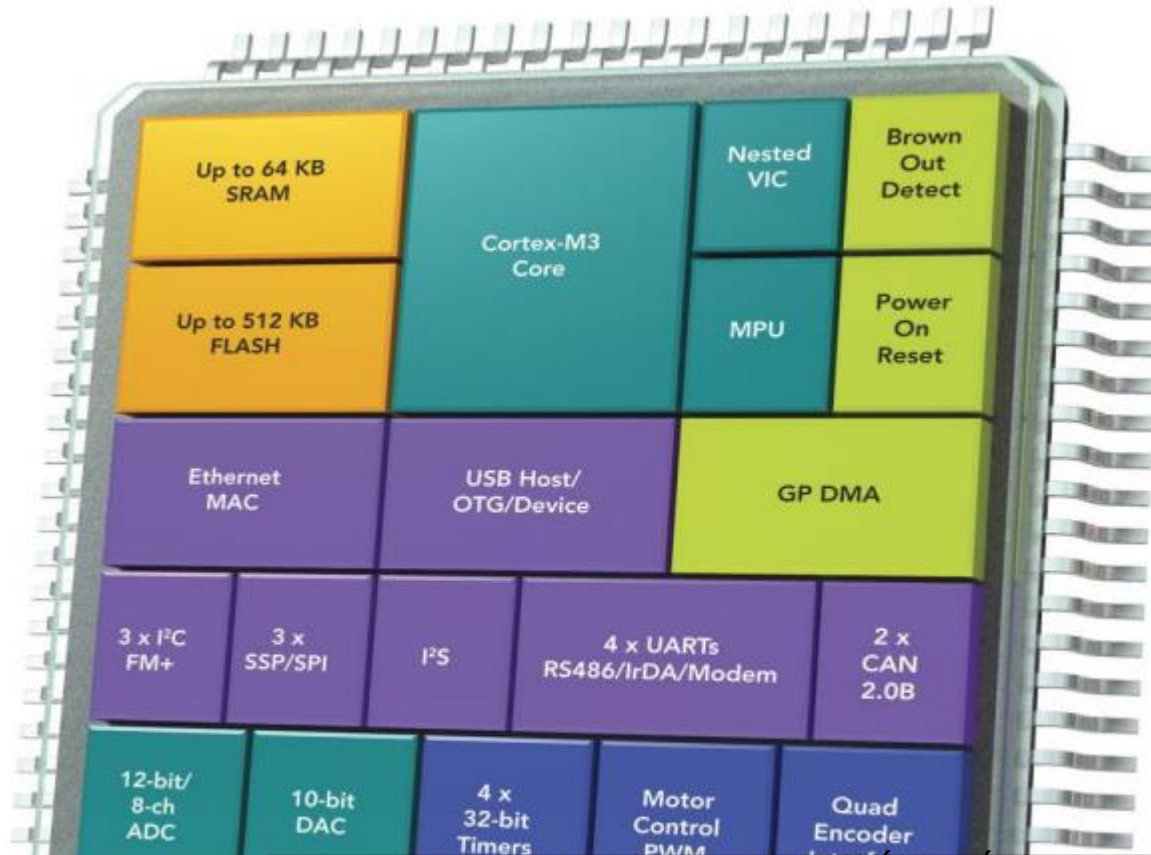 Up to 64 KB
SRAM
Cortex-M3
Core
Nested
VIC
Brown
Out
Detect
Up to 512 KB
FLASH
MPU
Power
On
Reset
Ethernet
MAC
USB Host/
OTG/Device
GP DMA
3 x I²C
FM+
3 x
SSP/SPI
I²S
4 x UARTs
RS486/IrDA/Modem
2 x
CAN
2.0B
12-bit/
8-ch
ADC
10-bit
DAC
4 x
32-bit
Timers
Motor
Control
PWM
Quad
Encoder